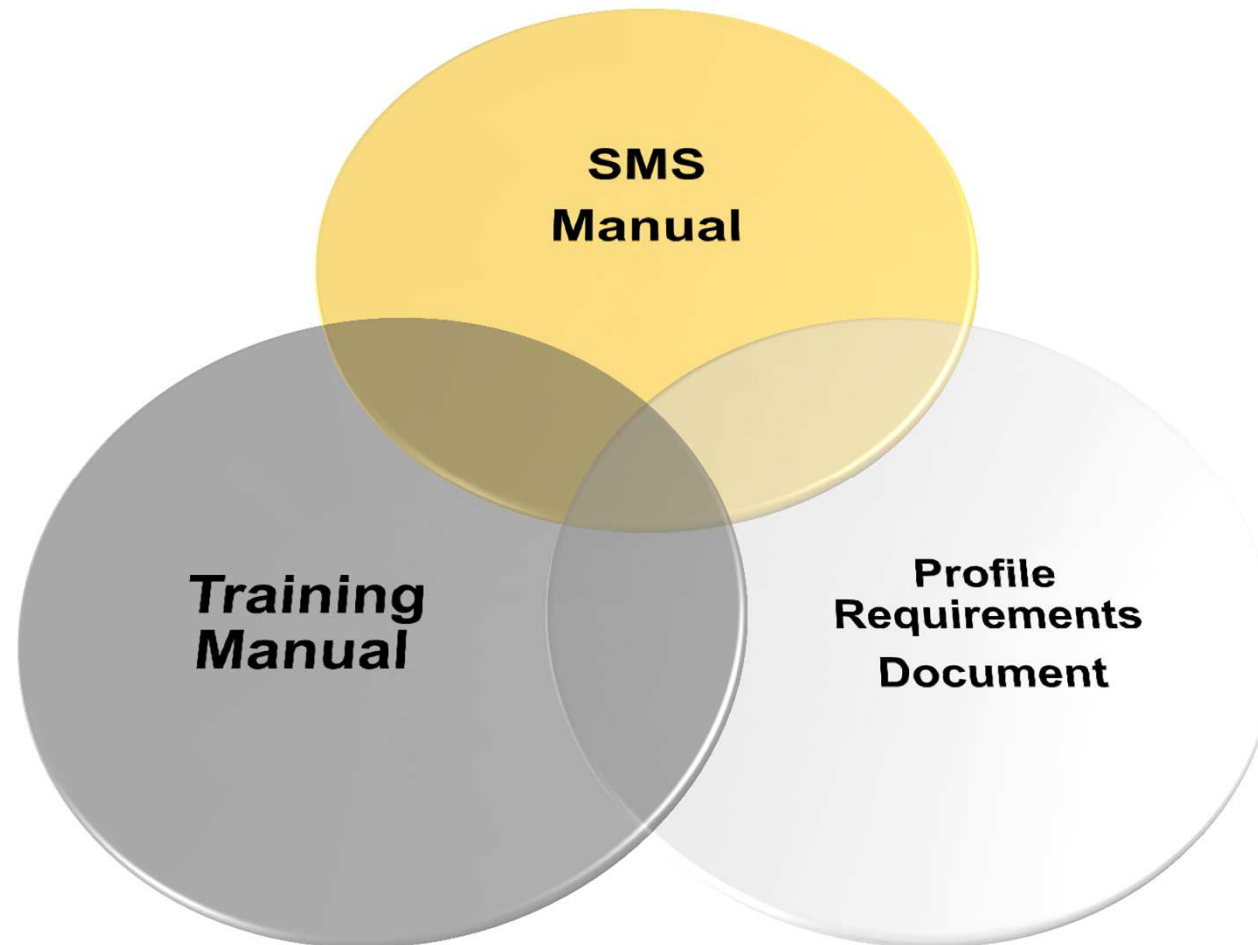 SMS
Manual
Training
Manual
Profile
Requirements
Document